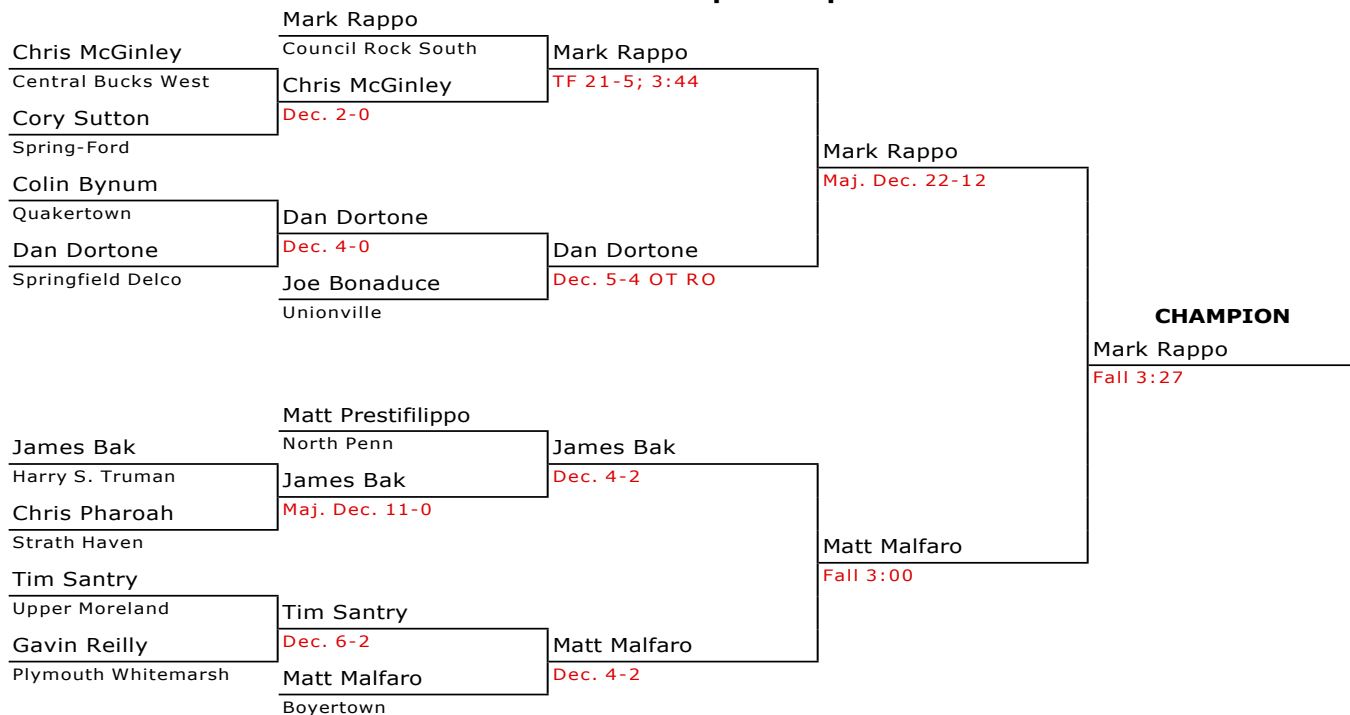 Mark Rappo
Chris McGinley
Council Rock South
Mark Rappo
Central Bucks West
Chris McGinley
TF 21-5; 3:44
Cory Sutton
Dec. 2-0
Spring-Ford
Mark Rappo
Colin Bynum
Maj. Dec. 22-12
Quakertown
Dan Dortone
Dan Dortone
Dec. 4-0
Dan Dortone
Springfield Delco
Joe Bonaduce
Dec. 5-4 OT RO
Unionville
CHAMPION
Mark Rappo
Fall 3:27
Matt Prestifilippo
James Bak
North Penn
James Bak
Harry S. Truman
James Bak
Dec. 4-2
Chris Pharoah
Maj. Dec. 11-0
Strath Haven
Matt Malfaro
Tim Santry
Fall 3:00
Upper Moreland
Tim Santry
Gavin Reilly
Dec. 6-2
Matt Malfaro
Plymouth Whitemarsh
Matt Malfaro
Dec. 4-2
Boyertown